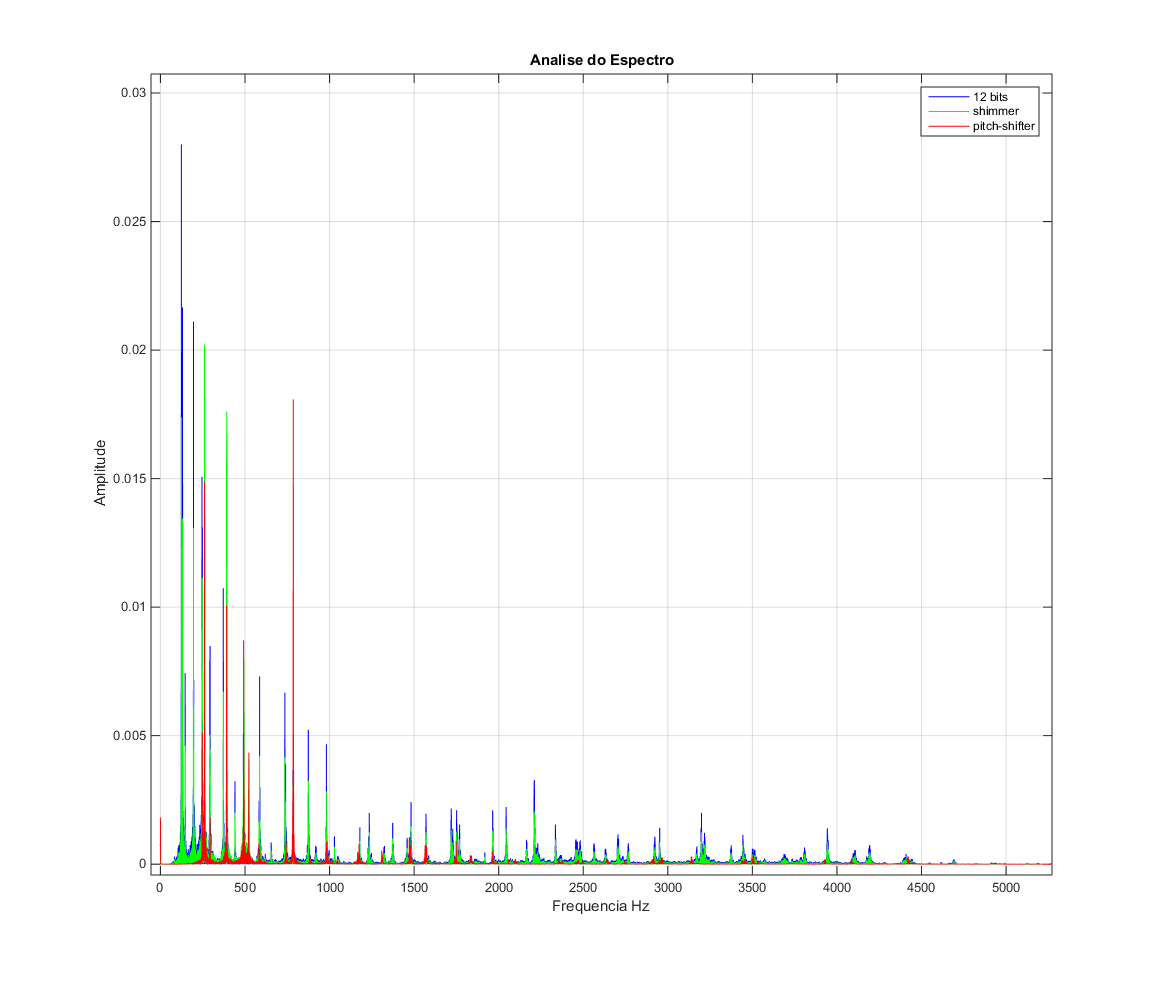 Analise do Espectro
12 bits
shimmer
pitch-shifter
0.03
0.025
0.02
0.015
0.01
0.005
0
Amplitude
0 500 1000 1500 2000 2500 3000 3500 4000 4500 5000
Frequencia Hz